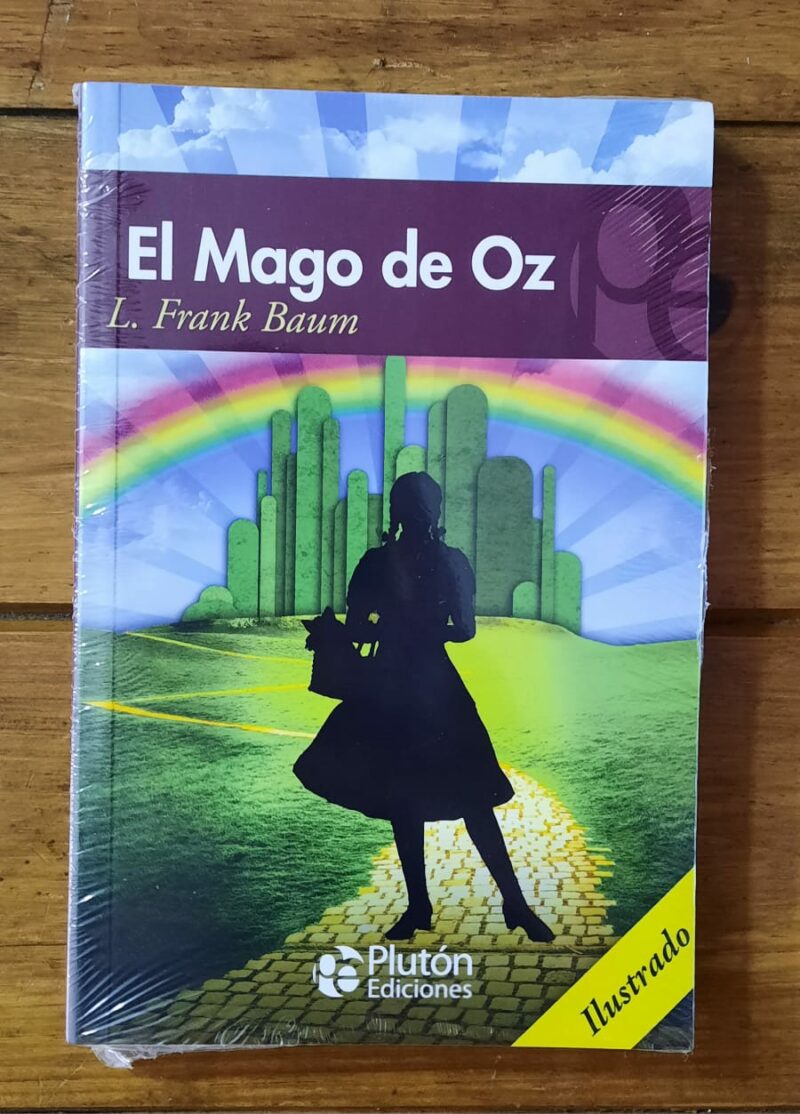 El Mago de Oz
L. Frank Baum
Plutón
Ediciones
Ilustrado